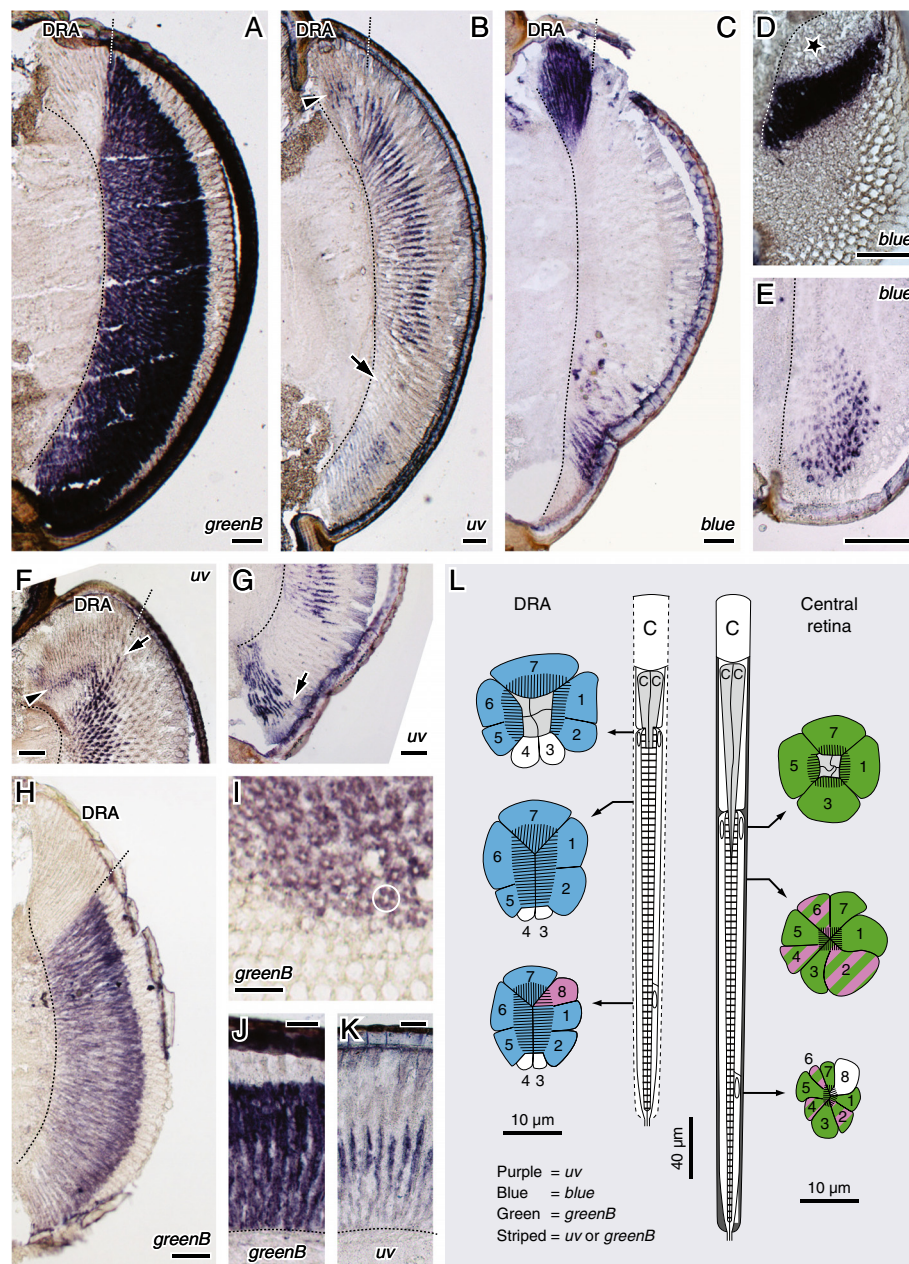 DRA
A
greenB
DRA
B
uv
DRA
C
blue
D
blue
E
blue
F
DRA
uv
G
uv
H
DRA
greenB
I
greenB
J
greenB
K
uv
L
DRA
Central
retina
C
C C
C
C C
7
6 1
5 2
4 3
7
6 1
5 2
4 3
7
8
6 1
5 2
4 3
10 µm
7
5 1
3
6 7
5 1
4 3 2
6 7 8
5 1
4 3 2
40 µm
10 µm
Purple = uv
Blue = blue
Green = greenB
Striped = uv or greenB